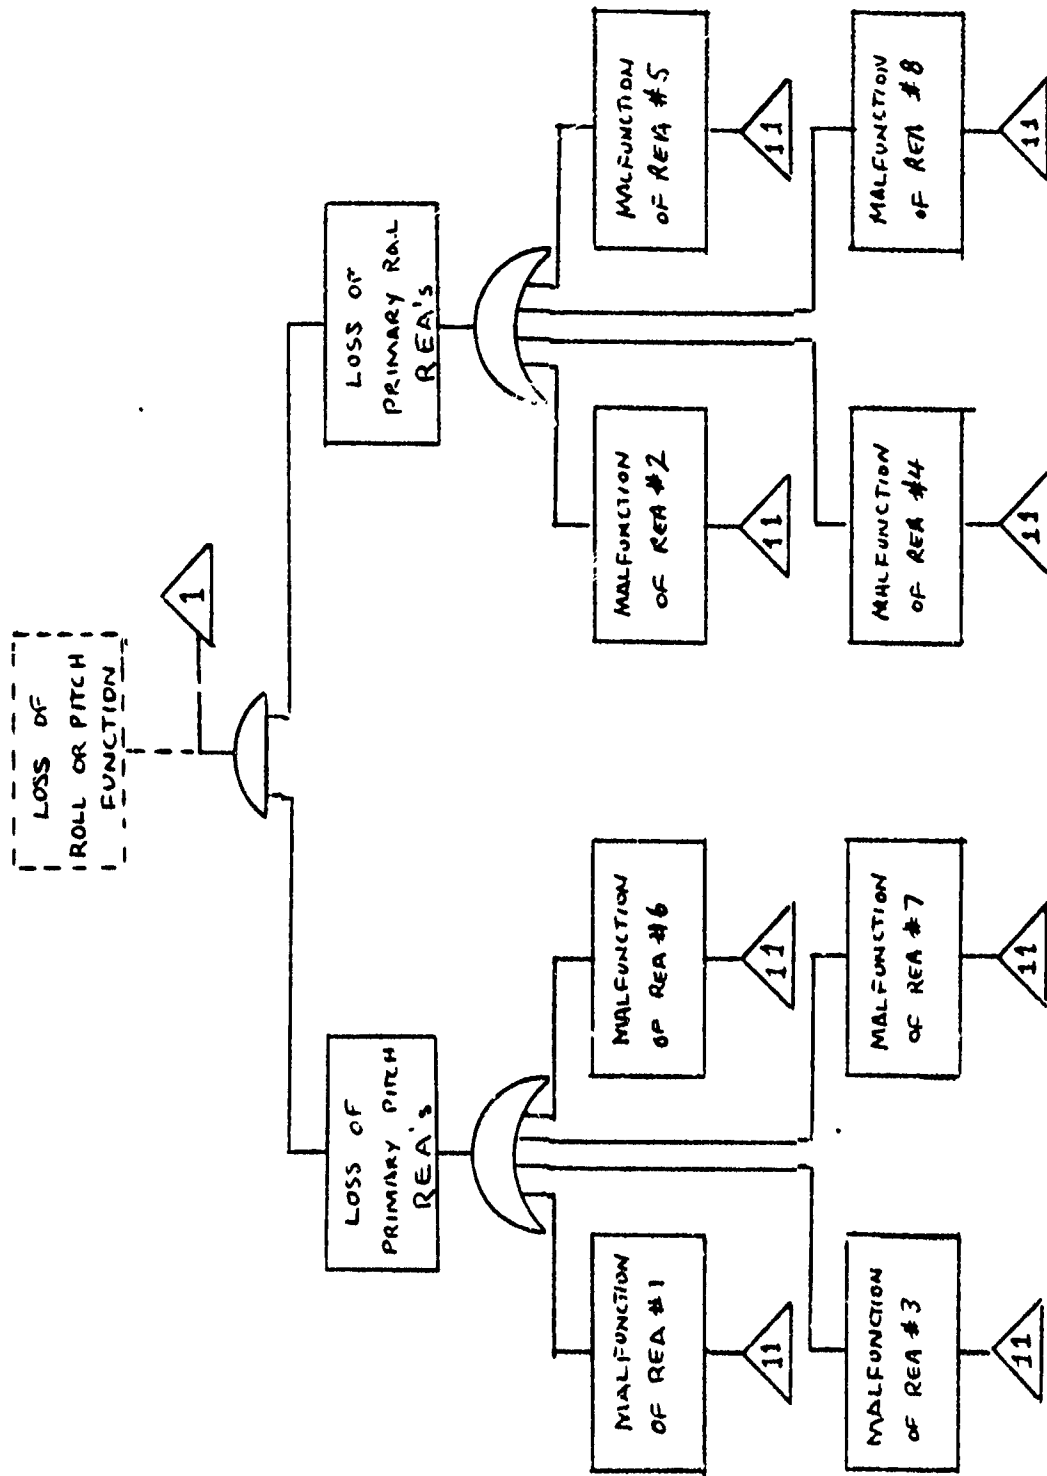 LOSS OF
ROLL OR PITCH
FUNCTION
1
LOSS OF
PRIMARY PITCH
REA's
LOSS OF
PRIMARY ROLL
REA's
MALFUNCTION
OF REA #1
11
MALFUNCTION
OF REA #6
11
MALFUNCTION
OF REA #2
11
MALFUNCTION
OF REA #5
11
MALFUNCTION
OF REA #3
11
MALFUNCTION
OF REA #7
11
MALFUNCTION
OF REA #4
11
MALFUNCTION
OF REA #8
11